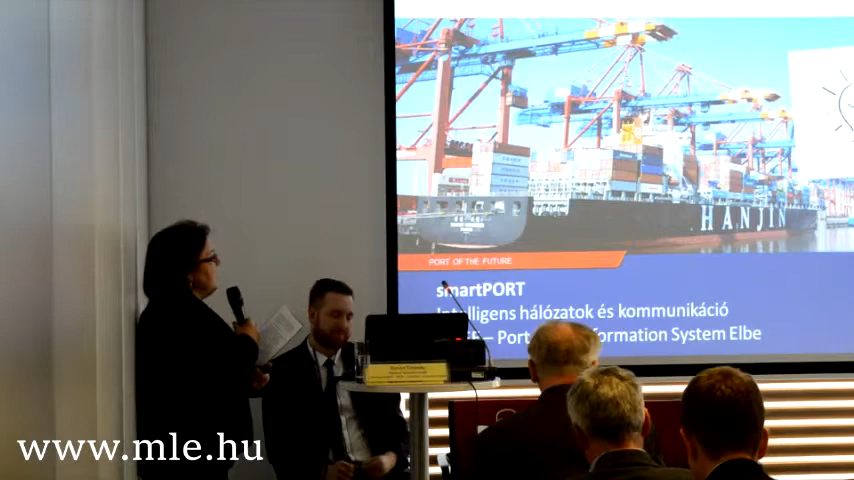 HANJIN
PORT OF THE FUTURE
smartPORT
Intelligens hálózatok és kommunikáció
– Port Information System Elbe
www.mle.hu